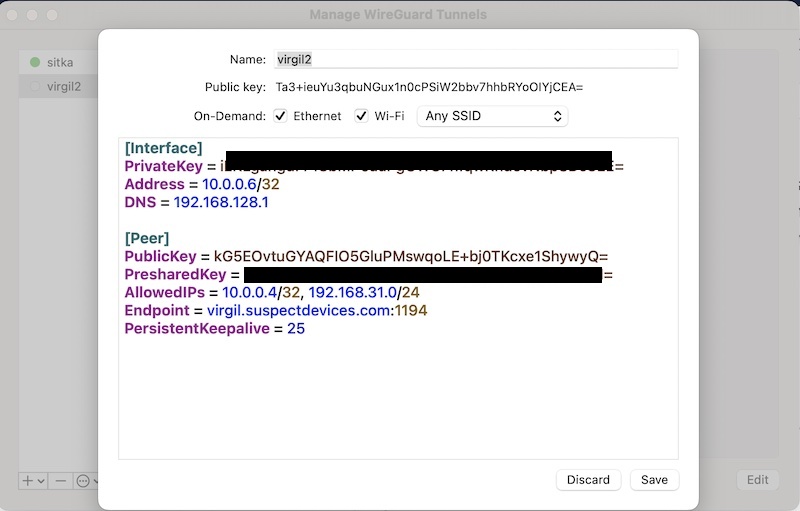 Manage WireGuard Tunnels
sitka
virgil2
Name: virgil2
Public key: Ta3+ieuYu3qbuNGux1n0cPSiW2bbv7hhbRYoOlYjCEA=
On-Demand: Ethernet Wi-Fi Any SSID
[Interface]
PrivateKey =
Address = 10.0.0.6/32
DNS = 192.168.128.1
[Peer]
PublicKey = kG5EOvtuGYAQFIO5GluPMswqoLE+bj0TKcxe1ShywyQ=
PresharedKey = =
AllowedIPs = 10.0.0.4/32, 192.168.31.0/24
Endpoint = virgil.suspectdevices.com:1194
PersistentKeepalive = 25
Discard Save
Edit